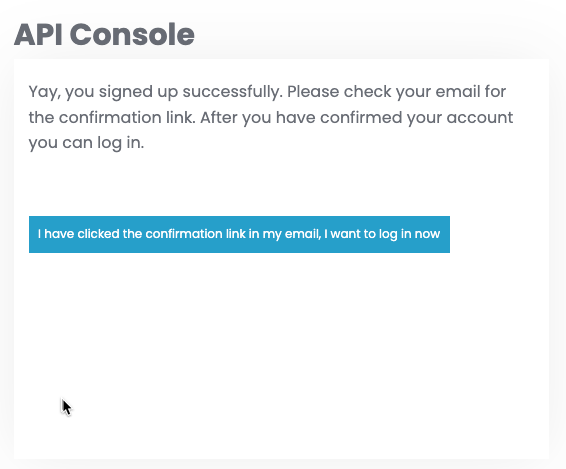 API Console
Yay, you signed up successfully. Please check your email for
the confirmation link. After you have confirmed your account
you can log in.
I have clicked the confirmation link in my email, I want to log in now